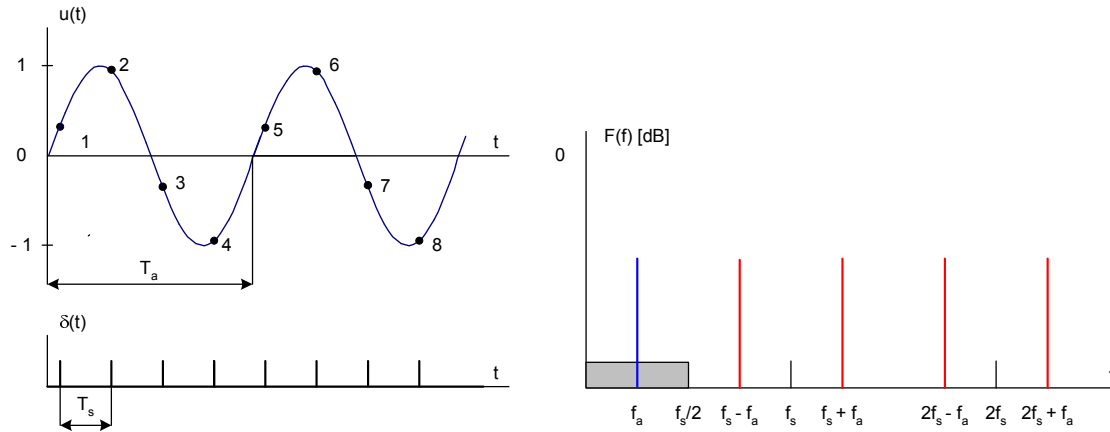 u(t)
1
2
6
1
5
t
0
3
7
- 1
4
8
T_a
δ(t)
t
T_s
F(f) [dB]
0
f_a
f_s/2
f_s - f_a
f_s
f_s + f_a
2f_s - f_a
2f_s
2f_s + f_a